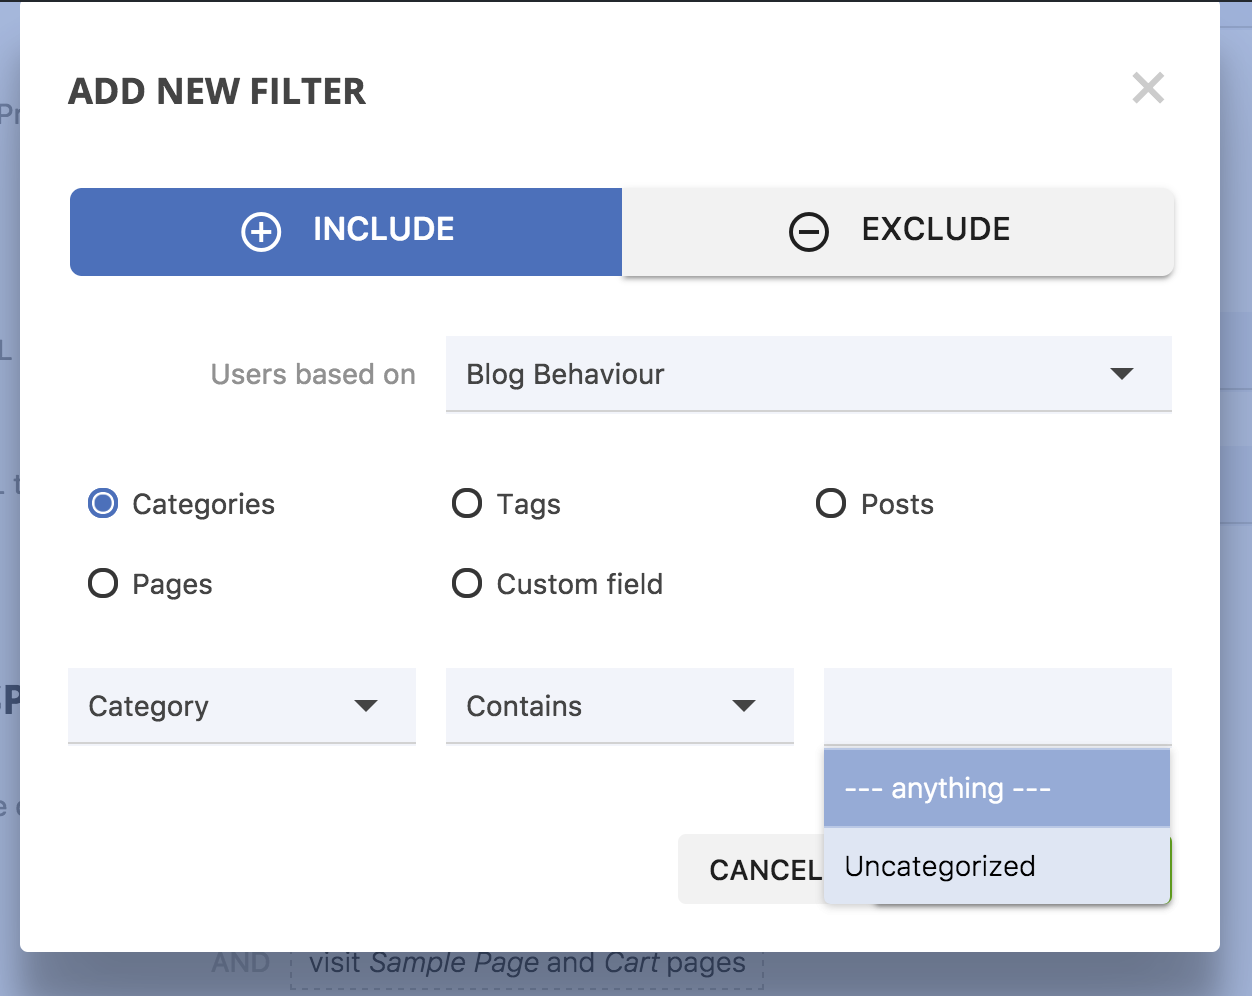 ADD NEW FILTER
INCLUDE
EXCLUDE
Users based on
Blog Behaviour
Categories
Tags
Posts
Pages
Custom field
Category
Contains
--- anything ---
CANCEL
Uncategorized
AND
visit Sample Page and Cart pages